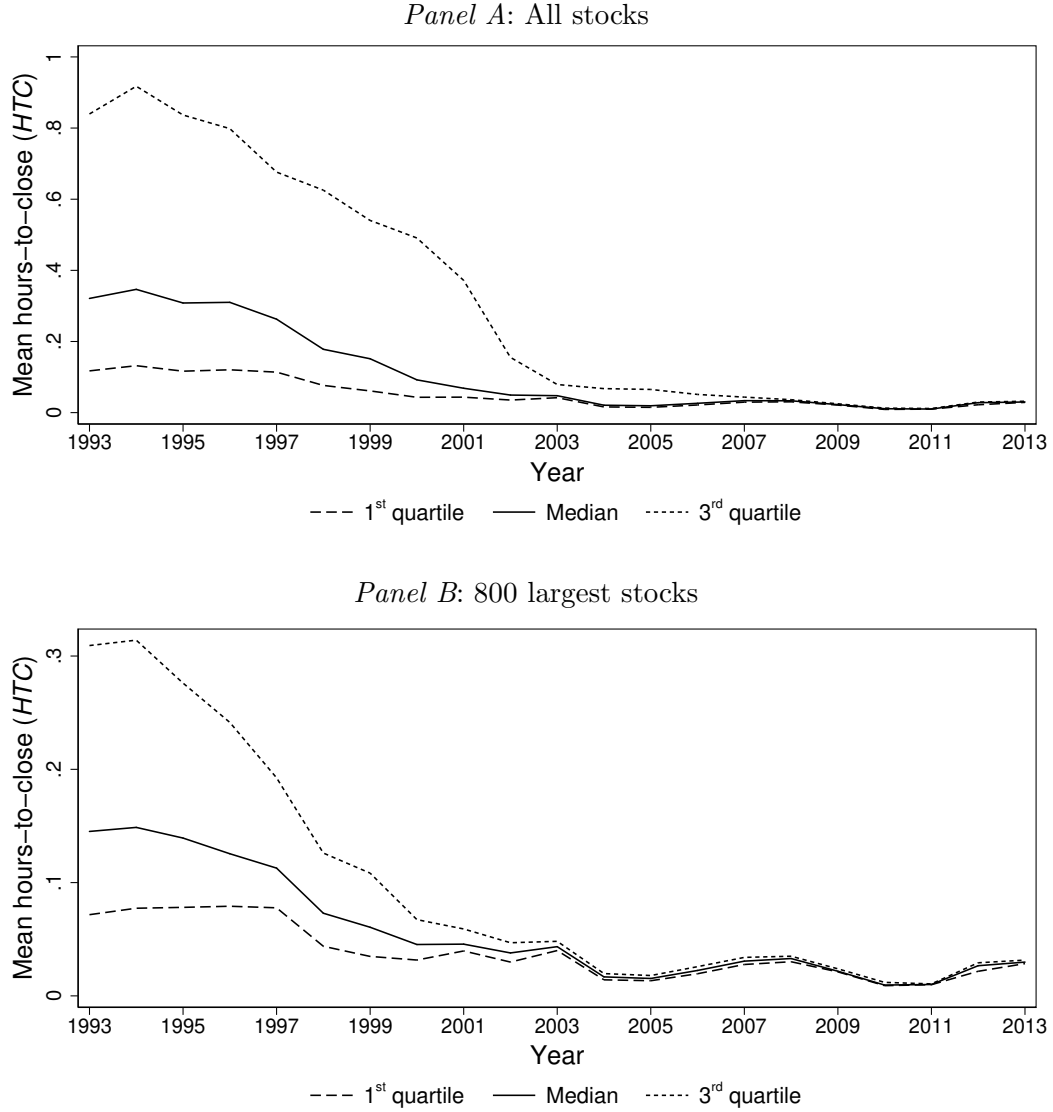 Panel A: All stocks
Mean hours−to−close (HTC)
1
.8
.6
.4
.2
0
1993 1995 1997 1999 2001 2003 2005 2007 2009 2011 2013
Year
1st quartile Median 3rd quartile
Panel B: 800 largest stocks
Mean hours−to−close (HTC)
.3
.2
.1
0
1993 1995 1997 1999 2001 2003 2005 2007 2009 2011 2013
Year
1st quartile Median 3rd quartile